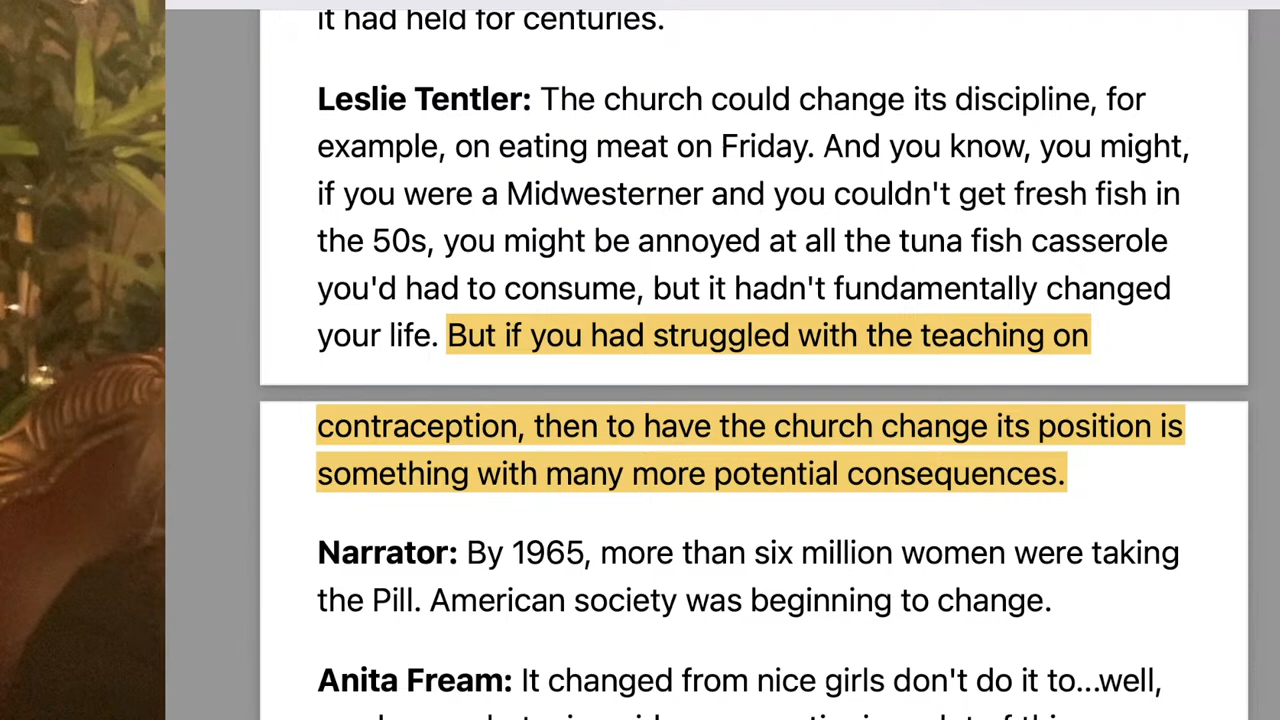 it had held for centuries.
Leslie Tentler: The church could change its discipline, for
example, on eating meat on Friday. And you know, you might,
if you were a Midwesterner and you couldn't get fresh fish in
the 50s, you might be annoyed at all the tuna fish casserole
you'd had to consume, but it hadn't fundamentally changed
your life. But if you had struggled with the teaching on
contraception, then to have the church change its position is
something with many more potential consequences.
Narrator: By 1965, more than six million women were taking
the Pill. American society was beginning to change.
Anita Fream: It changed from nice girls don't do it to...well,